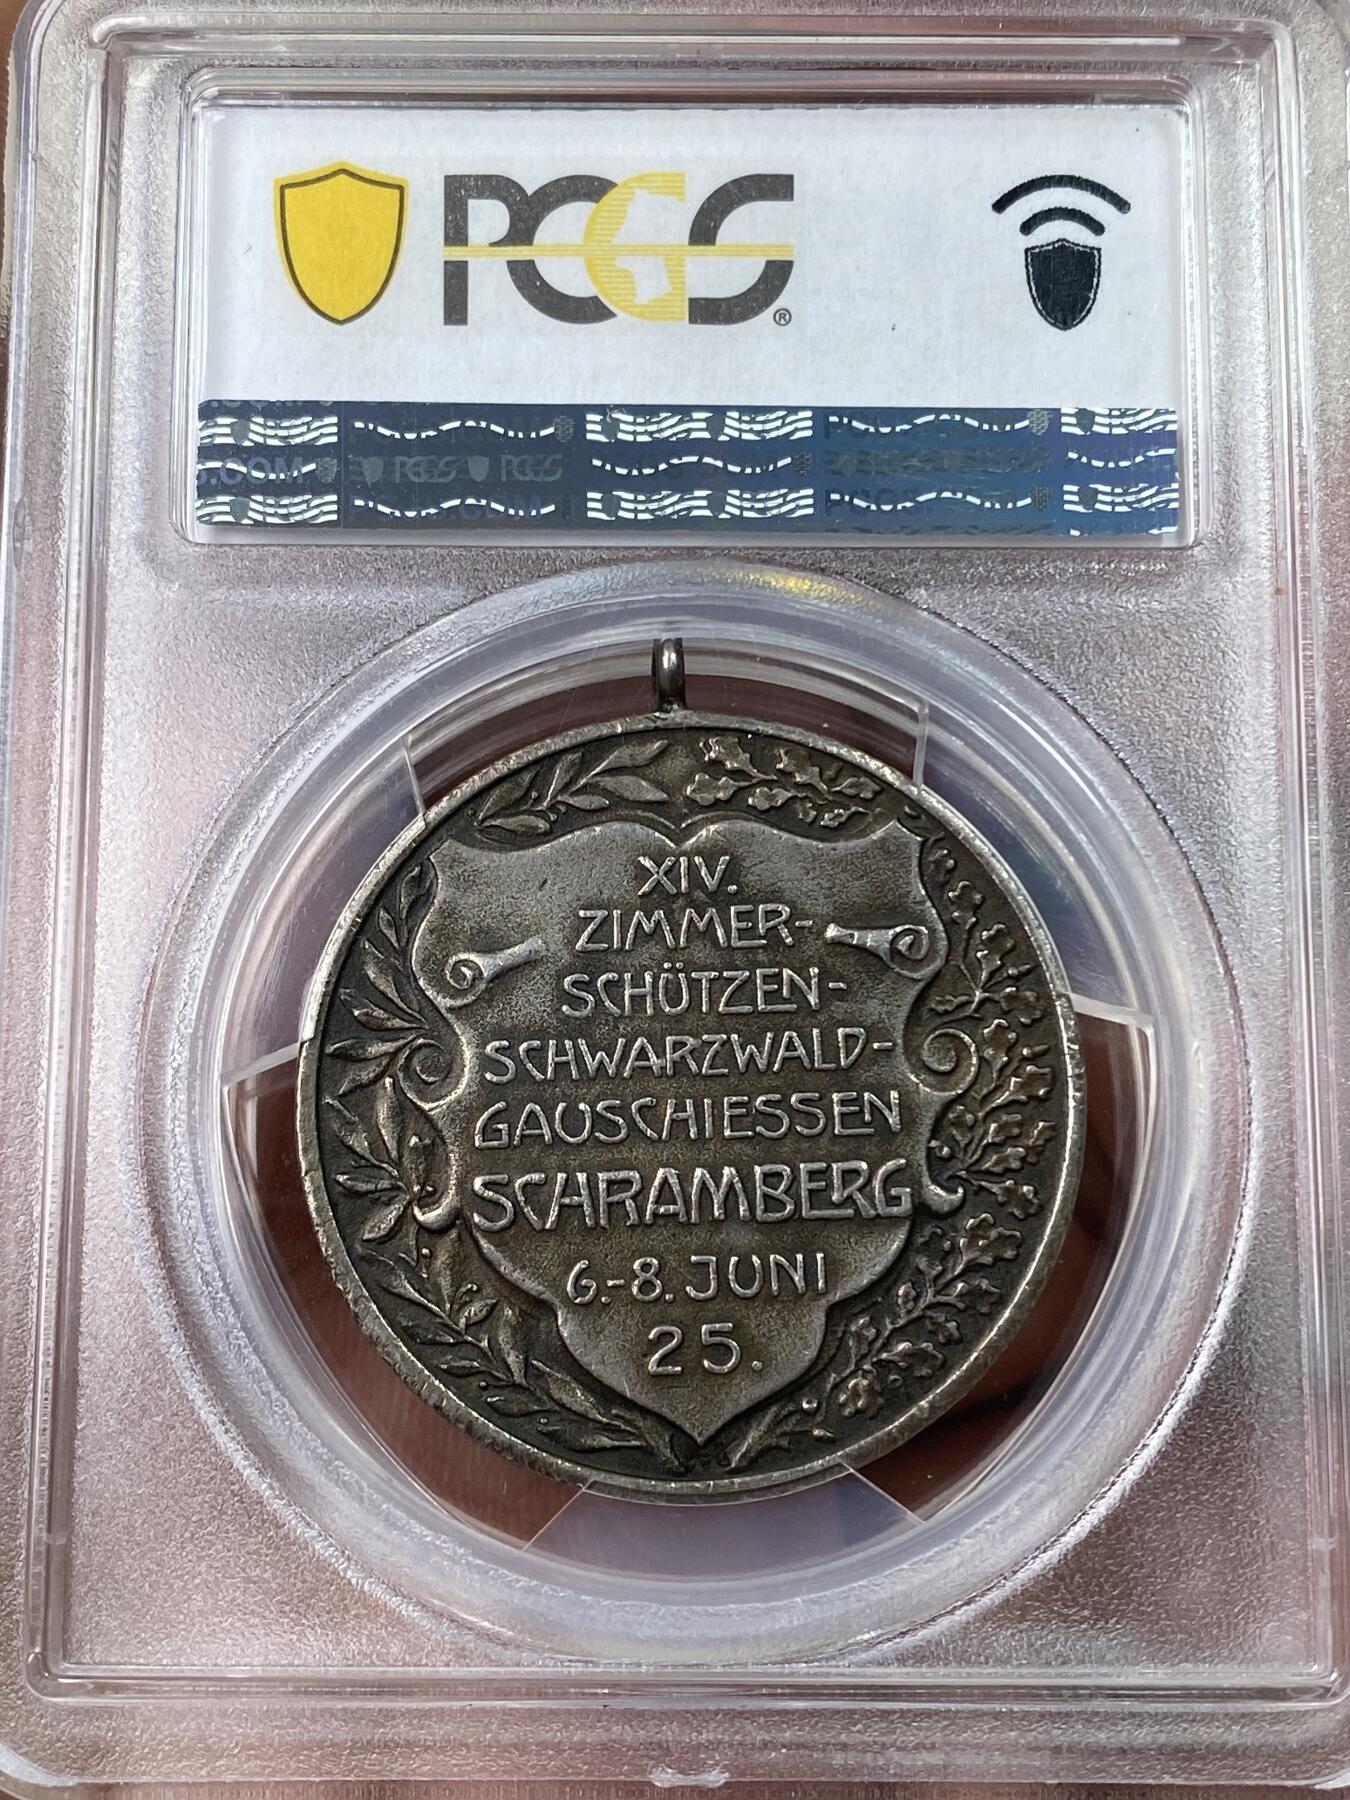 PCGS®
XIV.
ZIMMER-
SCHÜTZEN-
SCHWARZWALD-
GAUSCHIESSEN
SCHRAMBERG
6.-8. JUNI
25.